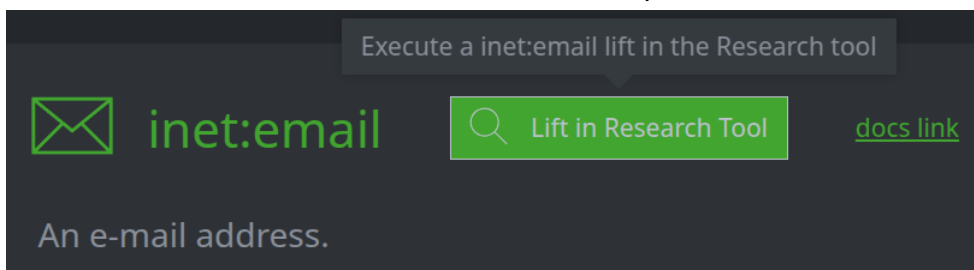 Execute a inet:email lift in the Research tool
inet:email
Lift in Research Tool
docs link
An e-mail address.